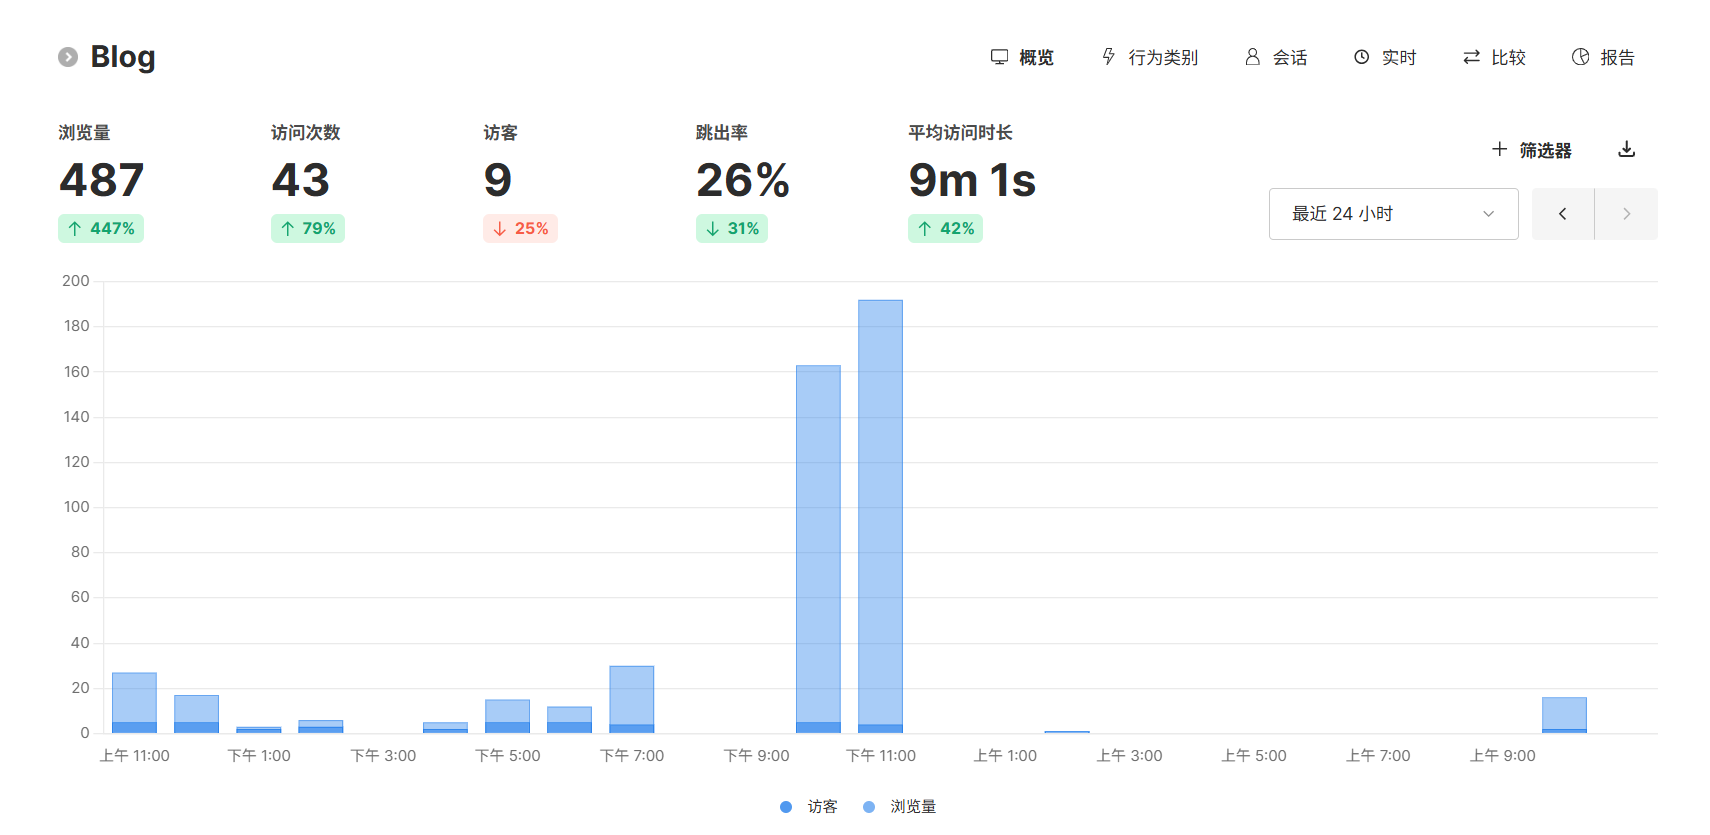 Blog
概览
行为类别
会话
实时
比较
报告
浏览量
访问次数
访客
跳出率
平均访问时长
487
43
9
26%
9m 1s
447%
79%
25%
31%
42%
筛选器
最近 24 小时
200
180
160
140
120
100
80
60
40
20
0
上午 11:00
下午 1:00
下午 3:00
下午 5:00
下午 7:00
下午 9:00
下午 11:00
上午 1:00
上午 3:00
上午 5:00
上午 7:00
上午 9:00
访客
浏览量